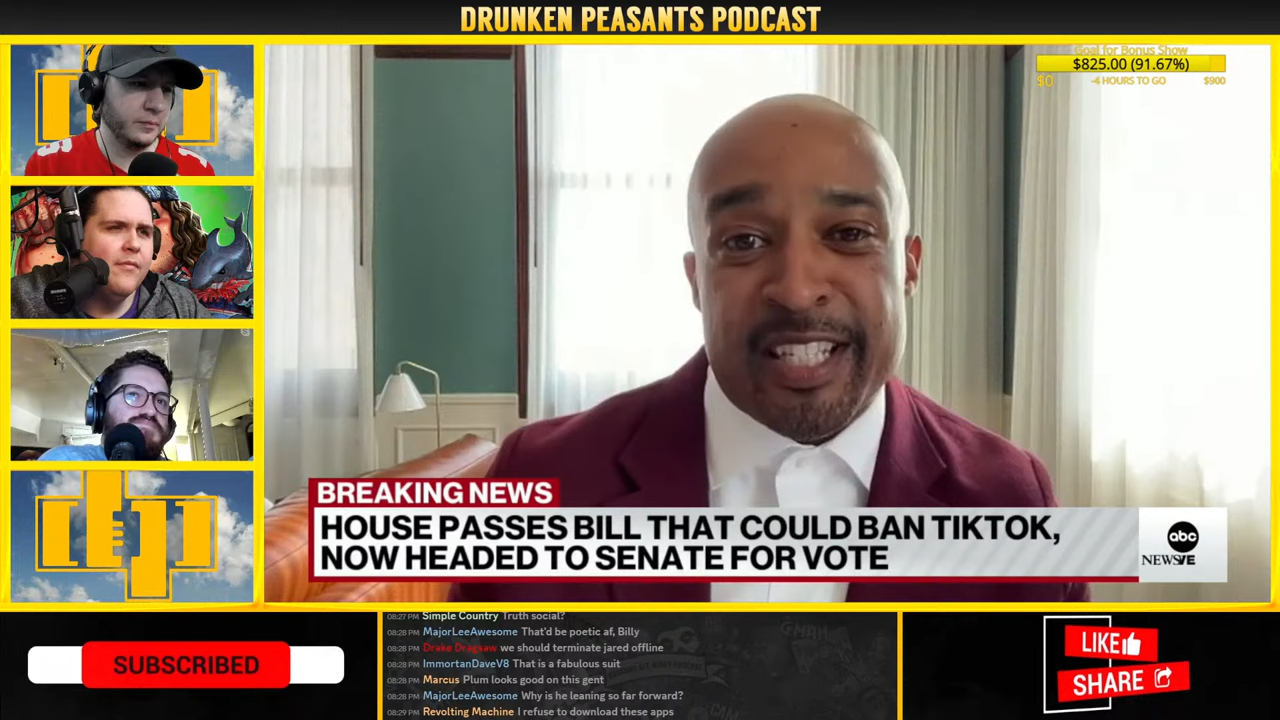 DRUNKEN PEASANTS PODCAST
Goal for Bonus Show
$825.00 (91.67%)
$0
-4 HOURS TO GO
$900
BREAKING NEWS
HOUSE PASSES BILL THAT COULD BAN TIKTOK,
NOW HEADED TO SENATE FOR VOTE
abc
NEWS
08:27 PM Simple Country Truth social?
08:28 PM MajorLeeAwesome That'd be poetic af, Billy
08:28 PM Drake Dragsaw we should terminate jared offline
08:28 PM ImmortanDaveV8 That is a fabulous suit
08:28 PM Marcus Plum looks good on this gent
08:28 PM MajorLeeAwesome Why is he leaning so far forward?
08:29 PM Revolting Machine I refuse to download these apps
SUBSCRIBED
LIKE
SHARE